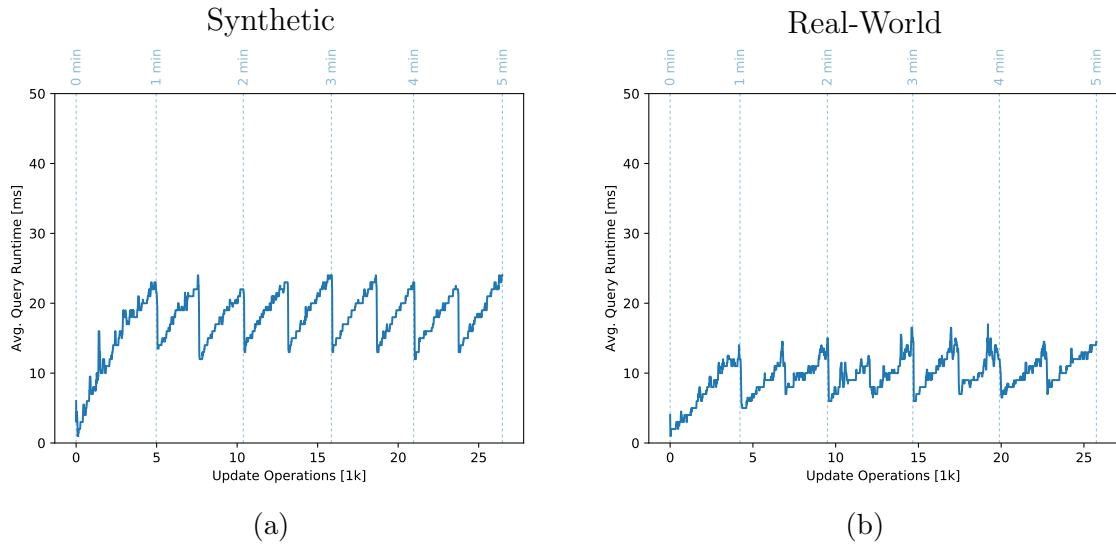 Synthetic
0 min
1 min
2 min
3 min
4 min
5 min
50
40
30
20
10
0
Avg. Query Runtime [ms]
0
5
10
15
20
25
Update Operations [1k]
(a)
Real-World
0 min
1 min
2 min
3 min
4 min
5 min
50
40
30
20
10
0
Avg. Query Runtime [ms]
0
5
10
15
20
25
Update Operations [1k]
(b)